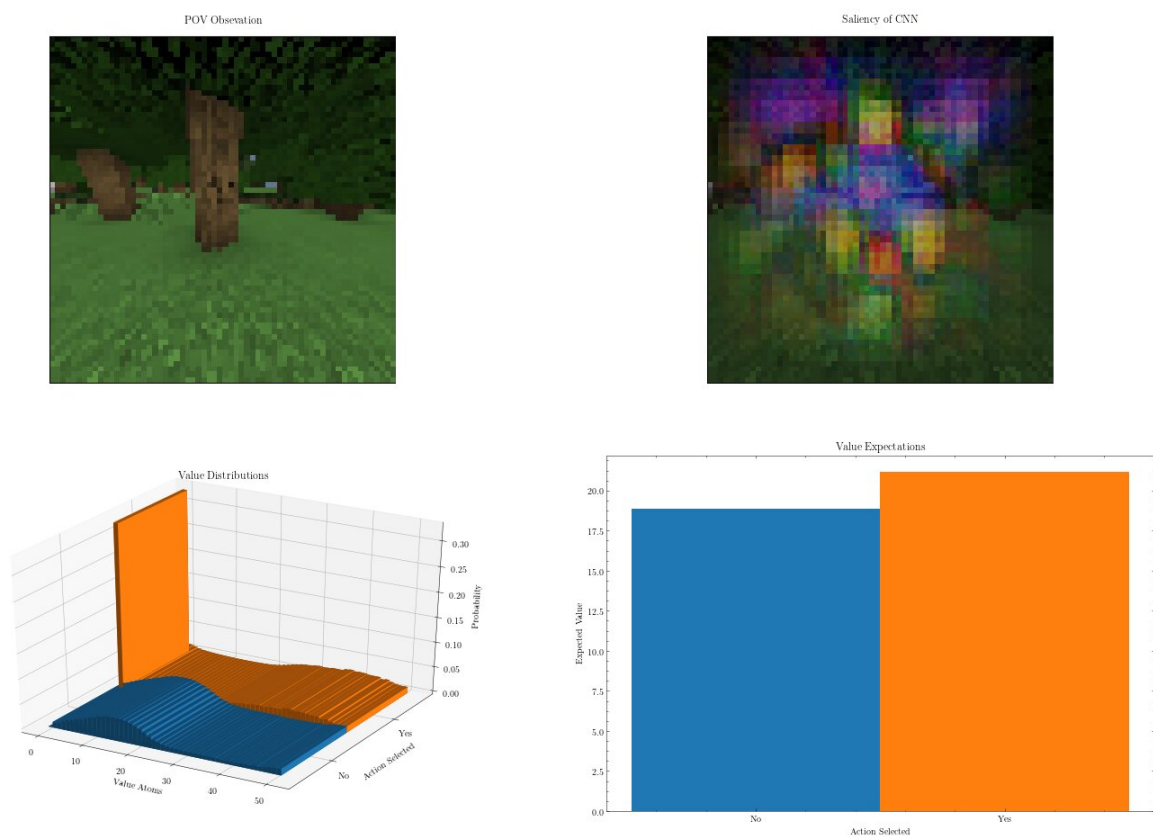 POV Obsevation
Saliency of CNN
Value Distributions
0.30
0.25
0.20
0.15
0.10
0.05
0.00
Probability
Yes
No
Action Selected
0
10
20
30
40
50
Value Atoms
Value Expectations
20.0
17.5
15.0
12.5
10.0
7.5
5.0
2.5
0.0
Expected Value
No
Yes
Action Selected